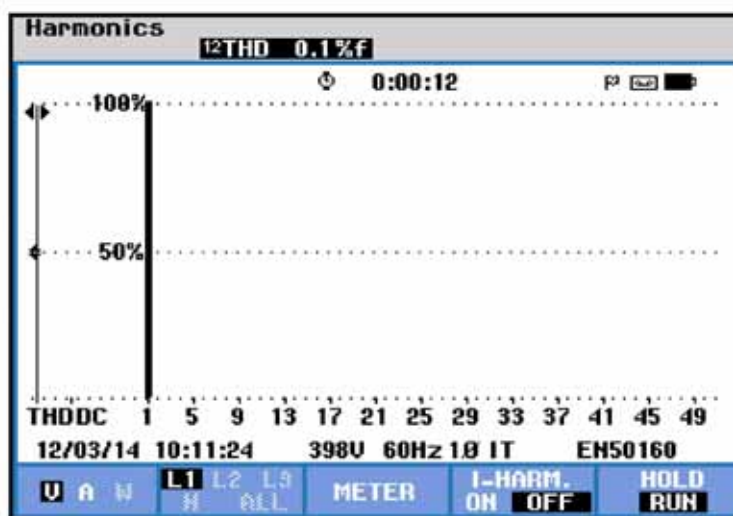 Harmonics
12THD 0.1%f
0:00:12
100%
50%
THDDC 1 5 9 13 17 21 25 29 33 37 41 45 49
12/03/14 10:11:24 398V 60Hz 1Ø IT EN50160
V A W L1 L2 L3 N ALL METER I-HARM. ON OFF HOLD RUN